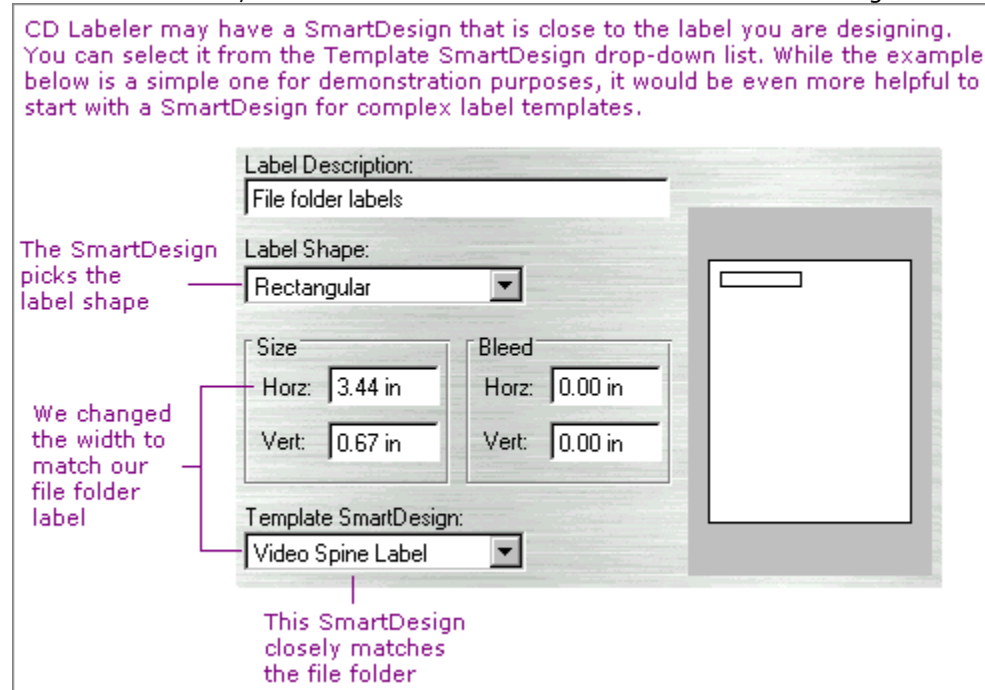 CD Labeler may have a SmartDesign that is close to the label you are designing.
You can select it from the Template SmartDesign drop-down list. While the example
below is a simple one for demonstration purposes, it would be even more helpful to
start with a SmartDesign for complex label templates.
Label Description:
File folder labels
The SmartDesign
picks the
label shape
Label Shape:
Rectangular
Size
Horz: 3.44 in
Vert: 0.67 in
Bleed
Horz: 0.00 in
Vert: 0.00 in
We changed
the width to
match our
file folder
label
Template SmartDesign:
Video Spine Label
This SmartDesign
closely matches
the file folder